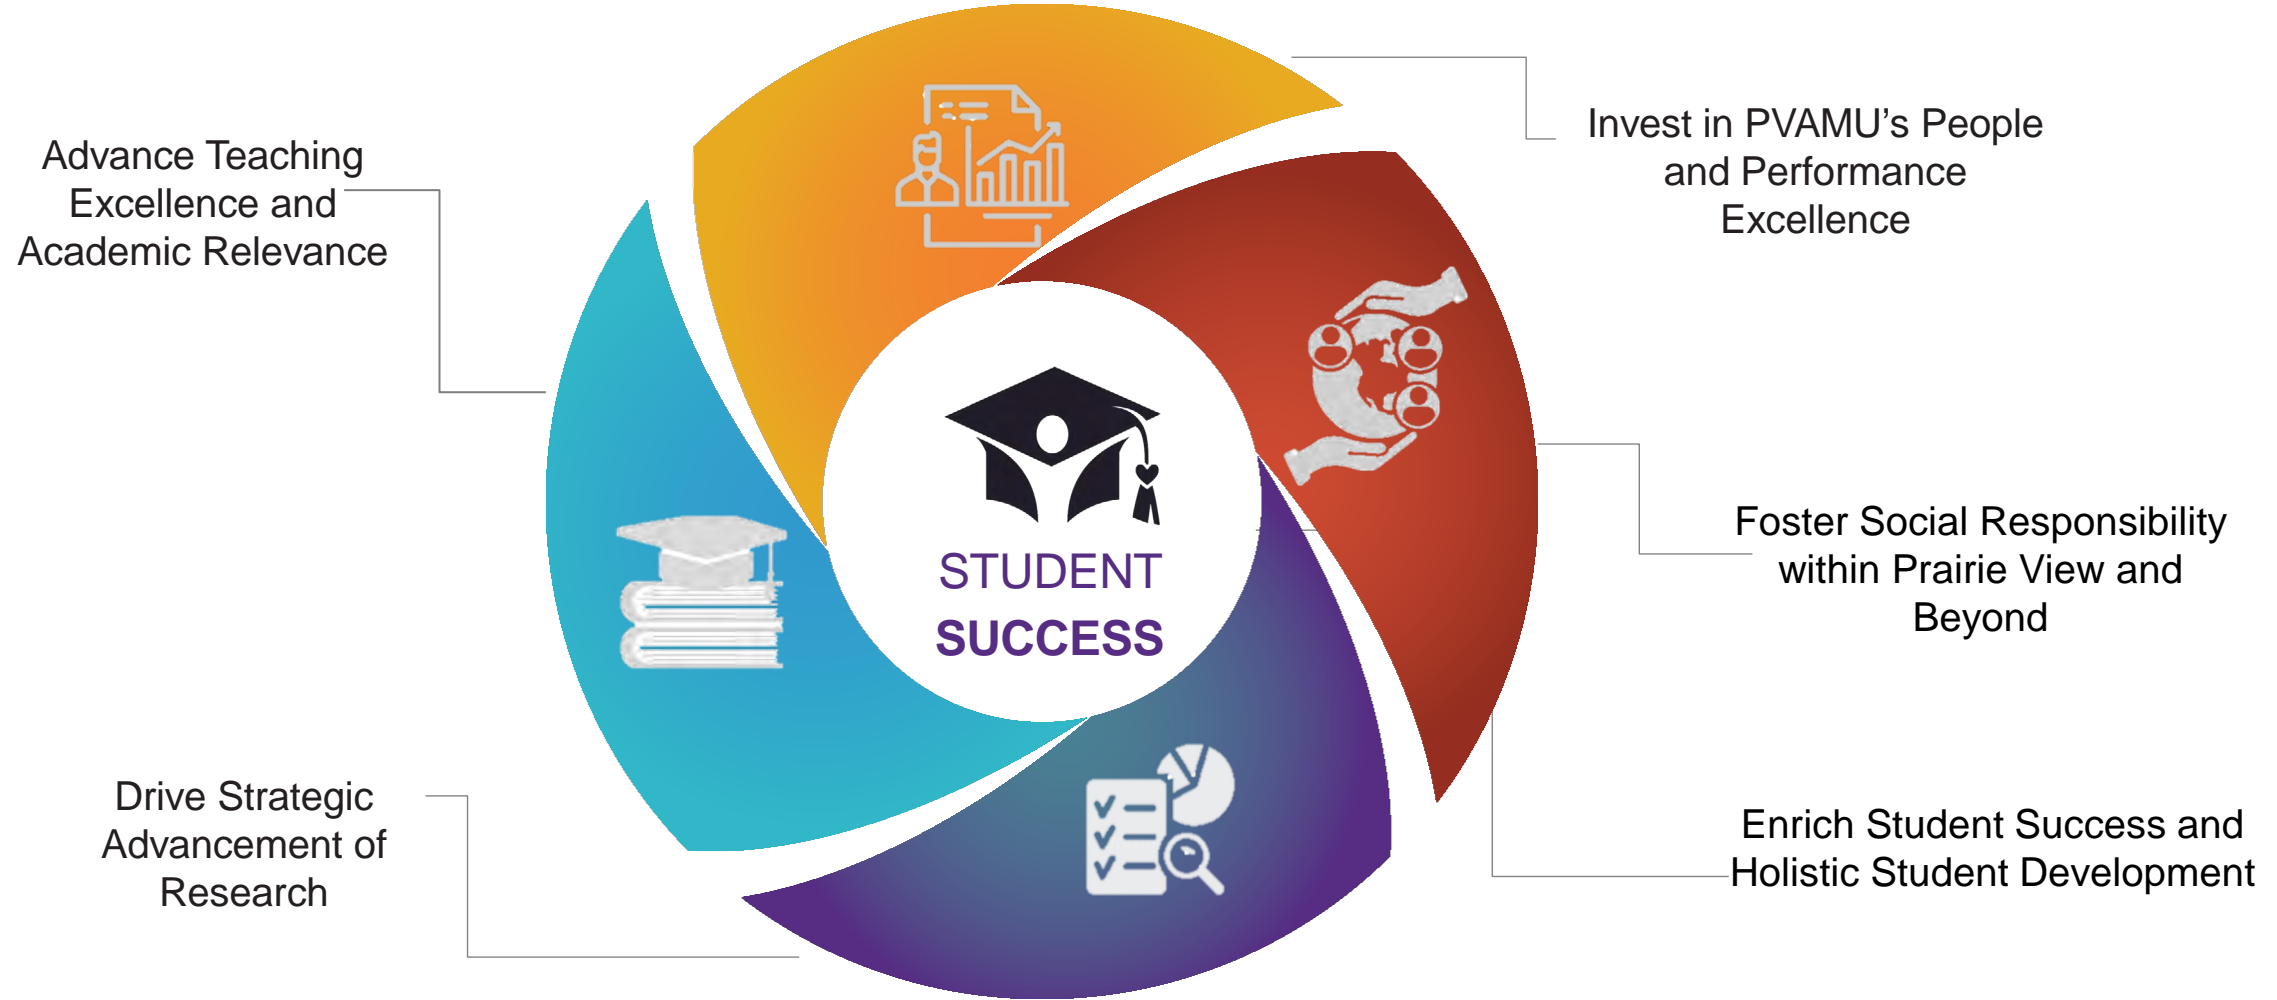 Advance Teaching
Excellence and
Academic Relevance
Invest in PVAMU’s People
and Performance
Excellence
STUDENT
SUCCESS
Foster Social Responsibility
within Prairie View and
Beyond
Drive Strategic
Advancement of
Research
Enrich Student Success and
Holistic Student Development